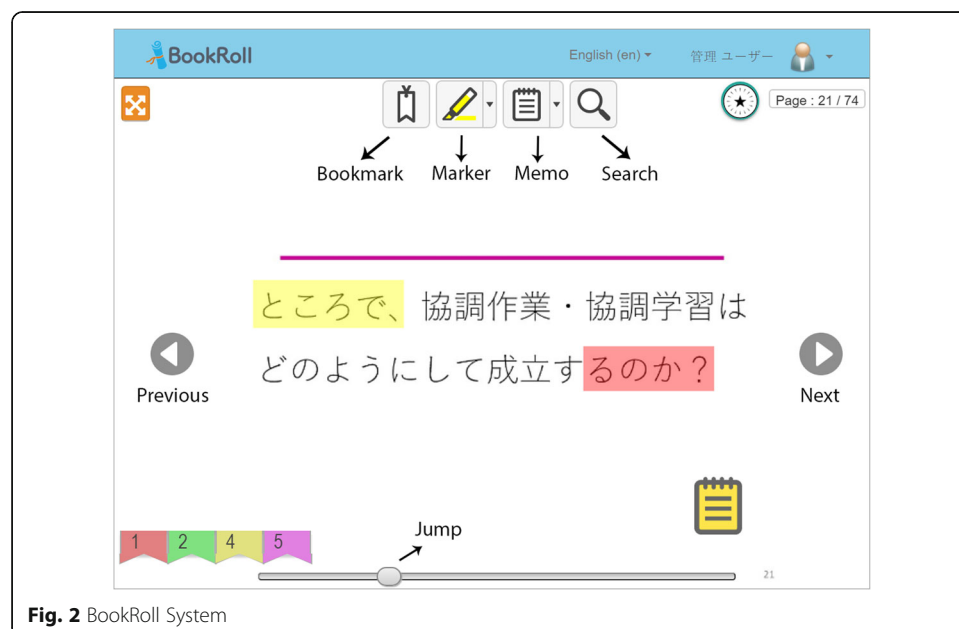 BookRoll
English (en)
管理 ユーザー
Page : 21 / 74
Bookmark Marker Memo Search
ところで、協調作業・協調学習は
どのようにして成立するのか？
Previous
Next
1 2 4 5
Jump
21
Fig. 2 BookRoll System